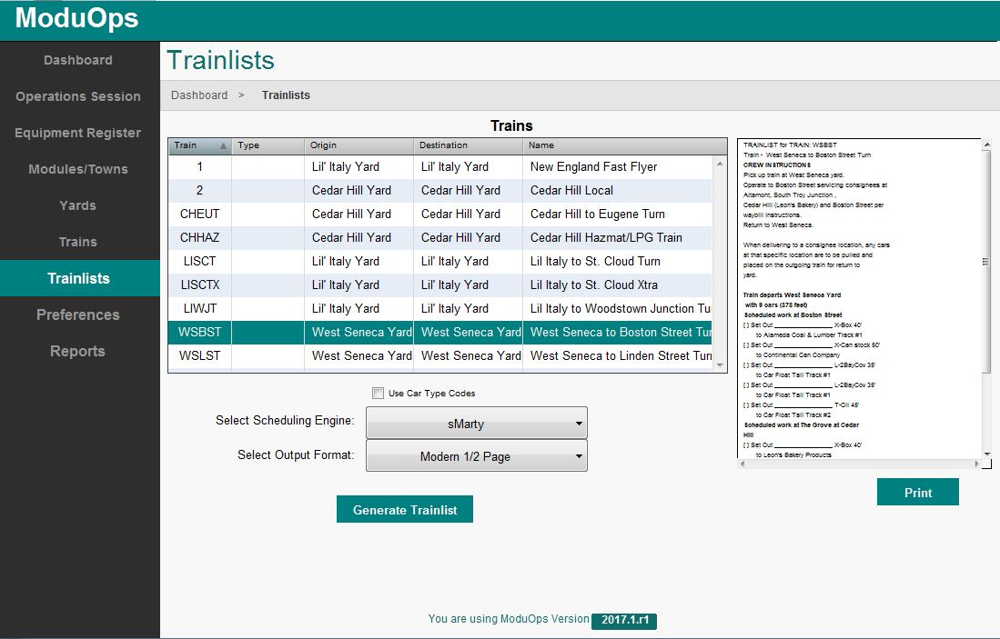 ModuOps
Dashboard
Operations Session
Equipment Register
Modules/Towns
Yards
Trains
Trainlists
Preferences
Reports
Trainlists
Dashboard > Trainlists
Trains
Train Type Origin Destination Name
1 Lil' Italy Yard Lil' Italy Yard New England Fast Flyer
2 Cedar Hill Yard Cedar Hill Yard Cedar Hill Local
CHEUT Cedar Hill Yard Cedar Hill Yard Cedar Hill to Eugene Turn
CHHAZ Cedar Hill Yard Cedar Hill Yard Cedar Hill Hazmat/LPG Train
LISCT Lil' Italy Yard Lil' Italy Yard Lil Italy to St. Cloud Turn
LISCTX Lil' Italy Yard Lil' Italy Yard Lil Italy to St. Cloud Xtra
LIWJT Lil' Italy Yard Lil' Italy Yard Lil Italy to Woodstown Junction Tu
WSBST West Seneca Yard West Seneca Yard West Seneca to Boston Street Tur
WSLST West Seneca Yard West Seneca Yard West Seneca to Linden Street Turn
Use Car Type Codes
Select Scheduling Engine: sMarty
Select Output Format: Modern 1/2 Page
Generate Trainlist
TRAINLIST for TRAIN: WSBST
Train - West Seneca to Boston Street Turn
CREW INSTRUCTIONS
Pick up train at West Seneca yard.
Operate to Boston Street servicing consignees at
Altamont, South Troy Junction ,
Cedar Hill (Leon's Bakery) and Boston Street per
waybill instructions.
Return to West Seneca.
When delivering to a consignee location, any cars
at that specific location are to be pulled and
placed on the outgoing train for return to
yard.
Train departs West Seneca Yard
with 9 cars (373 feet)
Scheduled work at Boston Street
[ ] Set Out ________________ X-Box 40'
to Alameda Coal & Lumber Track #1
[ ] Set Out ________________ X-Can stock 50'
to Continental Can Company
[ ] Set Out ________________ L-2BayCov 35'
to Car Float Tail Track #1
[ ] Set Out ________________ L-2BayCov 35'
to Car Float Tail Track #1
[ ] Set Out ________________ T-Oil 45'
to Car Float Tail Track #2
Scheduled work at The Grove at Cedar
Hill
[ ] Set Out ________________ X-Box 40'
to Leon's Bakery Products
Print
You are using ModuOps Version 2017.1.r1